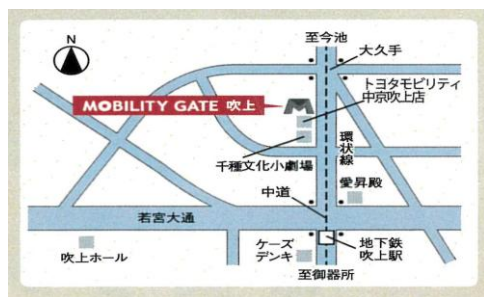 N
至今池
大久手
トヨタモビリティ
中京吹上店
MOBILITY GATE 吹上
環状線
千種文化小劇場
中道
愛昇殿
若宮大通
吹上ホール
ケーズ
デンキ
地下鉄
吹上駅
至御器所